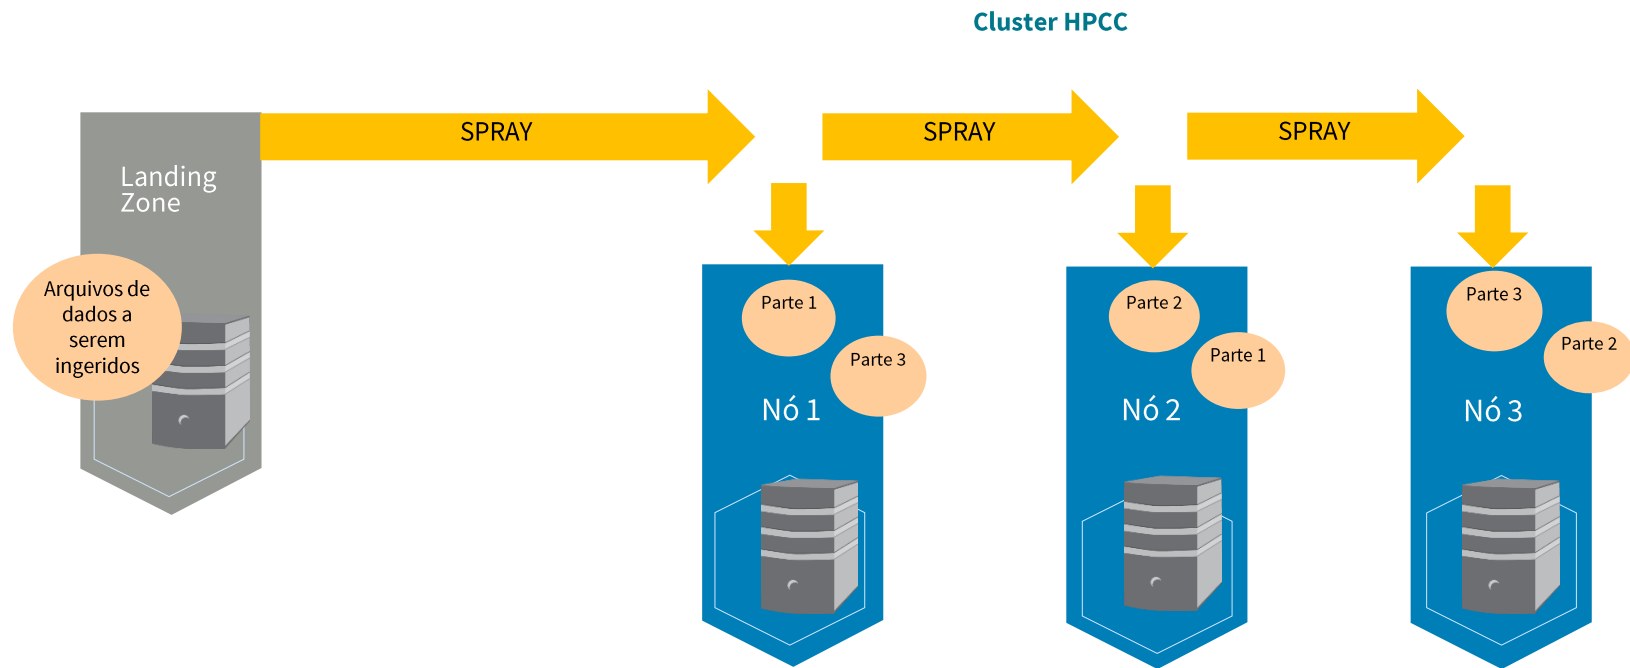 Cluster HPCC
SPRAY
SPRAY
SPRAY
Landing
Zone
Arquivos de
dados a
serem
ingeridos
Parte 1
Parte 3
Nó 1
Parte 2
Parte 1
Nó 2
Parte 3
Parte 2
Nó 3